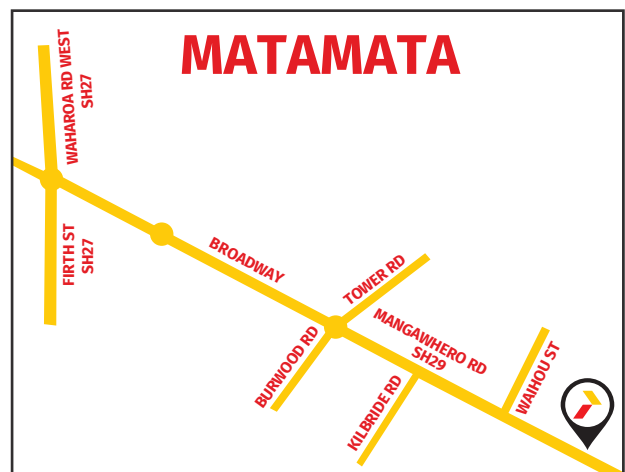 MATAMATA
WAHAROA RD WEST
SH27
FIRTH ST
SH27
BROADWAY
TOWER RD
MANGAWHERO RD
SH29
BURWOOD RD
KILBRIDE RD
WAIHOU ST